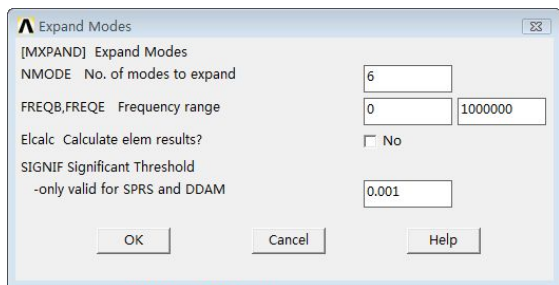 Expand Modes
[MXPAND] Expand Modes
NMODE No. of modes to expand 6
FREQB,FREQE Frequency range 0 1000000
Elcalc Calculate elem results? No
SIGNIF Significant Threshold
-only valid for SPRS and DDAM 0.001
OK Cancel Help